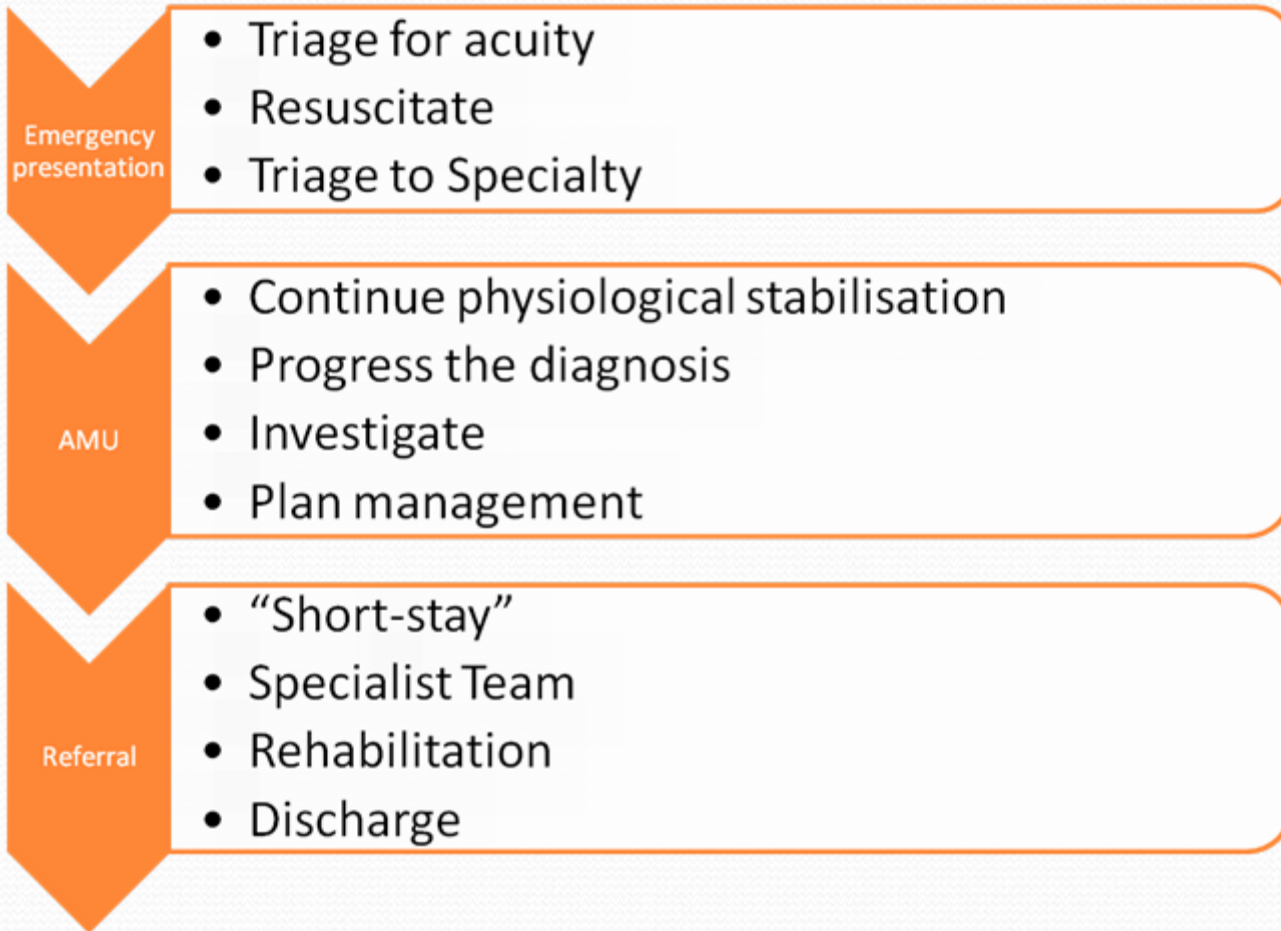 Emergency
presentation
• Triage for acuity
• Resuscitate
• Triage to Specialty
AMU
• Continue physiological stabilisation
• Progress the diagnosis
• Investigate
• Plan management
Referral
• “Short-stay”
• Specialist Team
• Rehabilitation
• Discharge